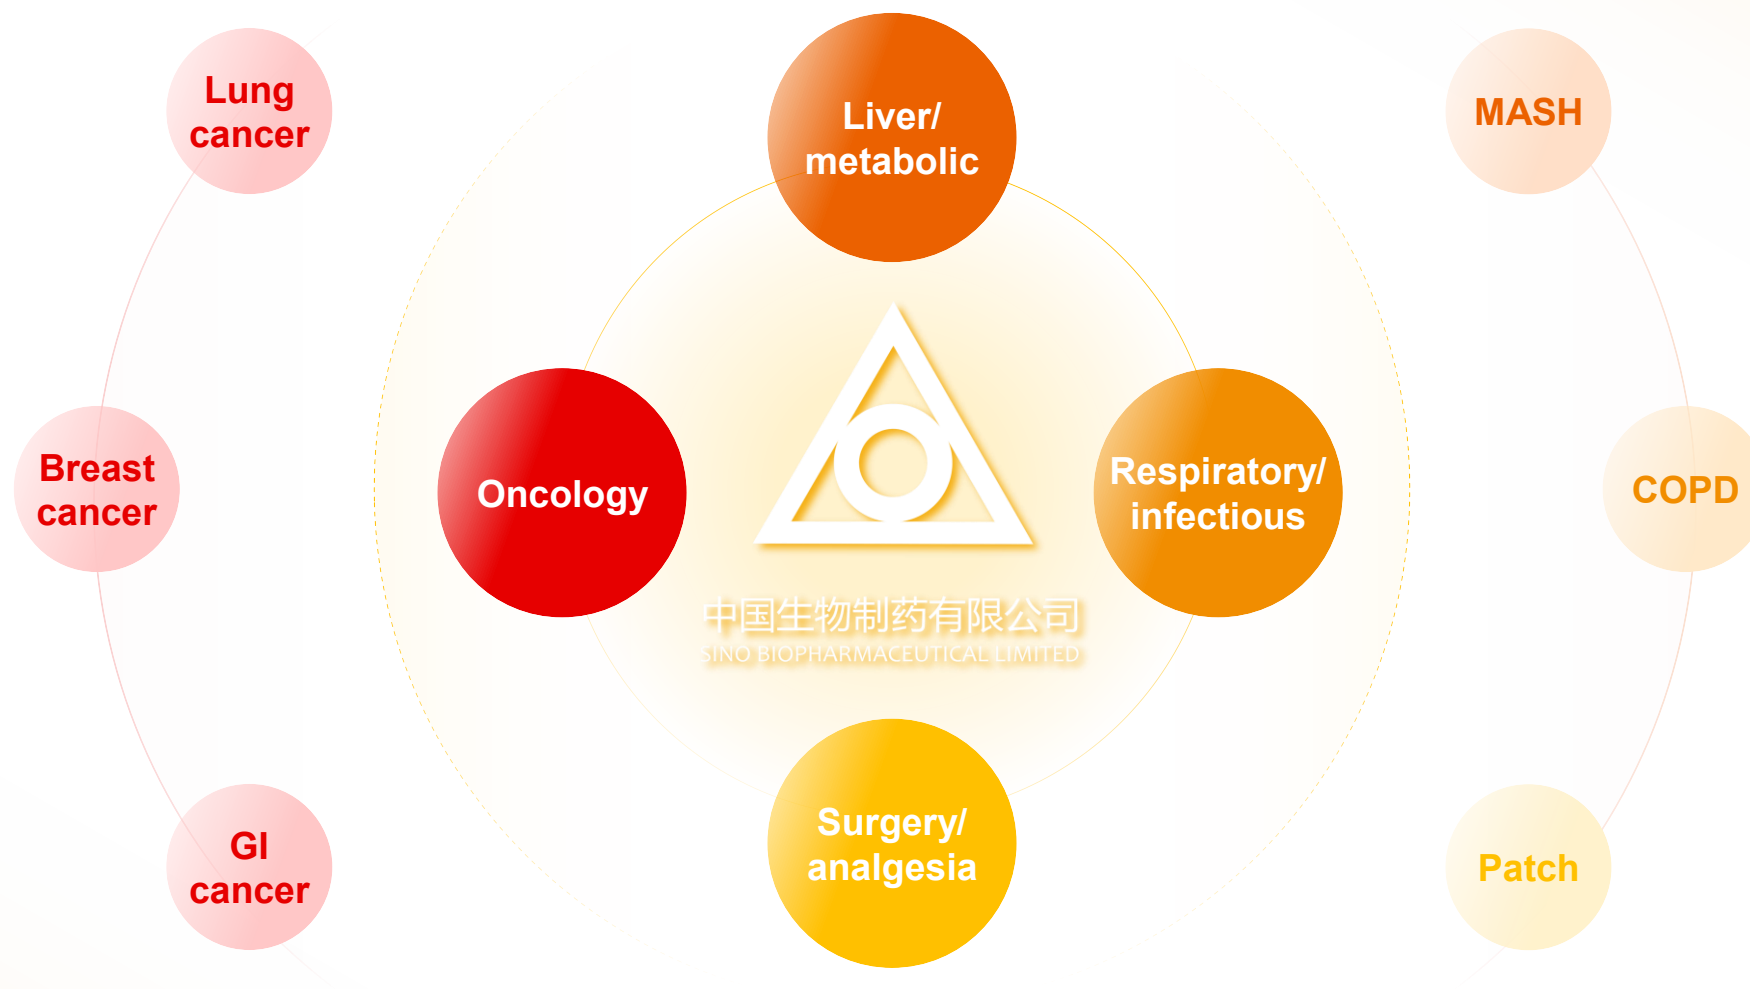 Lung
cancer
Liver/
metabolic
MASH
Breast
cancer
Oncology
Respiratory/
infectious
COPD
中国生物制药有限公司
SINO BIOPHARMACEUTICAL LIMITED
GI
cancer
Surgery/
analgesia
Patch